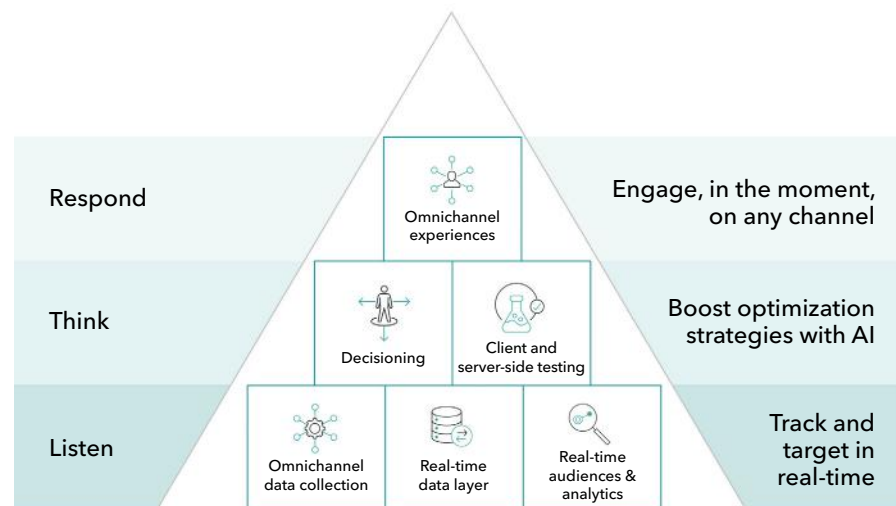 Respond
Omnichannel
experiences
Engage, in the moment,
on any channel
Think
Decisioning
Client and
server-side testing
Boost optimization
strategies with AI
Listen
Omnichannel
data collection
Real-time
data layer
Real-time
audiences &
analytics
Track and
target in
real-time